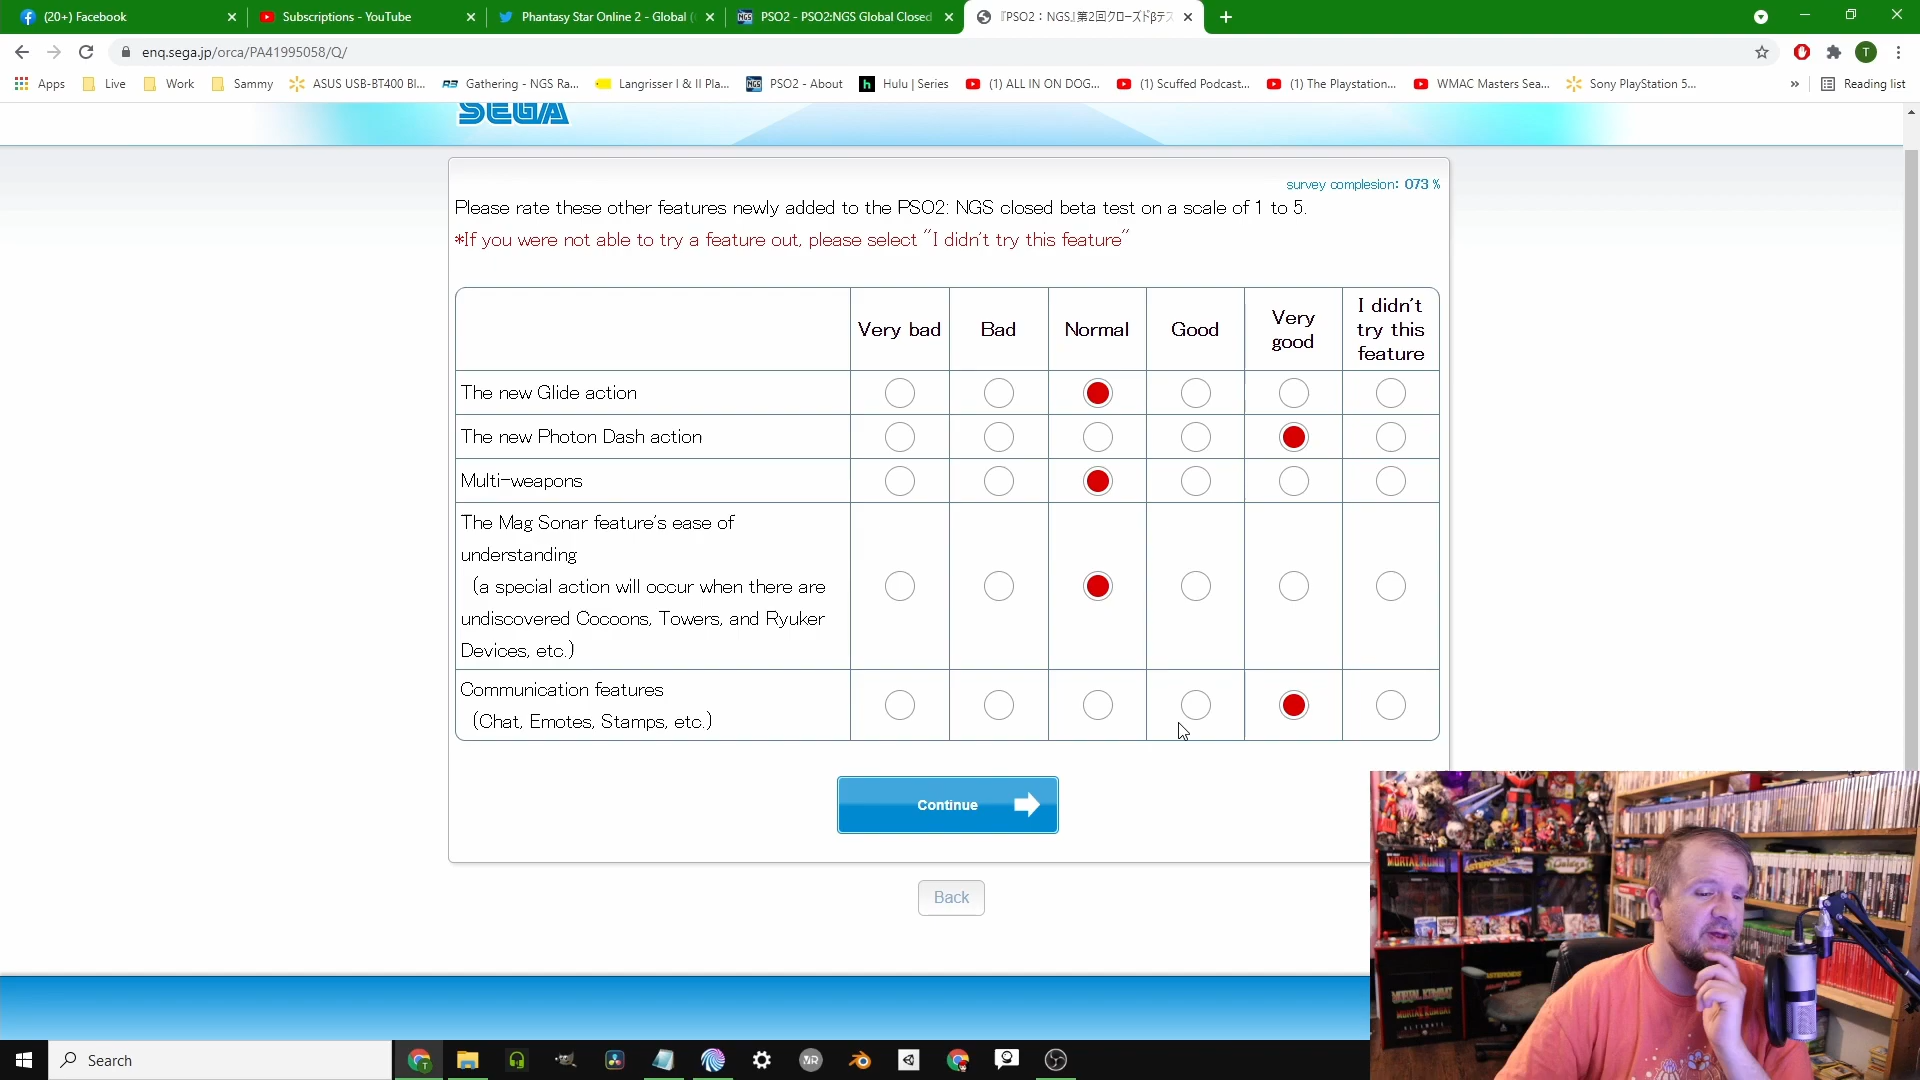 (20+) Facebook
Subscriptions - YouTube
Phantasy Star Online 2 - Global (
PSO2 - PSO2:NGS Global Closed
『PSO2：NGS』第2回クローズドβテス
enq.sega.jp/orca/PA41995058/Q/
T
Apps
Live
Work
Sammy
ASUS USB-BT400 Bl...
Gathering - NGS Ra...
Langrisser I & II Pla...
PSO2 - About
Hulu | Series
(1) ALL IN ON DOG...
(1) Scuffed Podcast...
(1) The Playstation...
WMAC Masters Sea...
Sony PlayStation 5...
»
Reading list
SEGA
survey complesion: 073 %
Please rate these other features newly added to the PSO2: NGS closed beta test on a scale of 1 to 5.
*If you were not able to try a feature out, please select "I didn't try this feature"
Very bad
Bad
Normal
Good
Very
good
I didn't
try this
feature
The new Glide action
The new Photon Dash action
Multi-weapons
The Mag Sonar feature's ease of
understanding
(a special action will occur when there are
undiscovered Cocoons, Towers, and Ryuker
Devices, etc.)
Communication features
(Chat, Emotes, Stamps, etc.)
Continue
Back
MORTAL KOMBAT
ASTEROIDS
Galaga
ASTEROIDS
MORTAL KOMBAT
Search